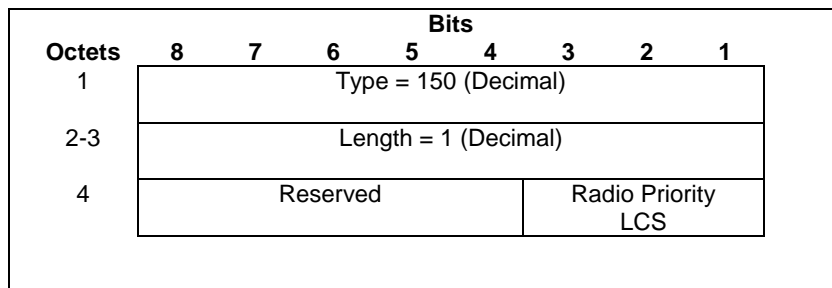 Bits
Octets 8 7 6 5 4 3 2 1
1 Type = 150 (Decimal)
2-3 Length = 1 (Decimal)
4 Reserved Radio Priority
LCS